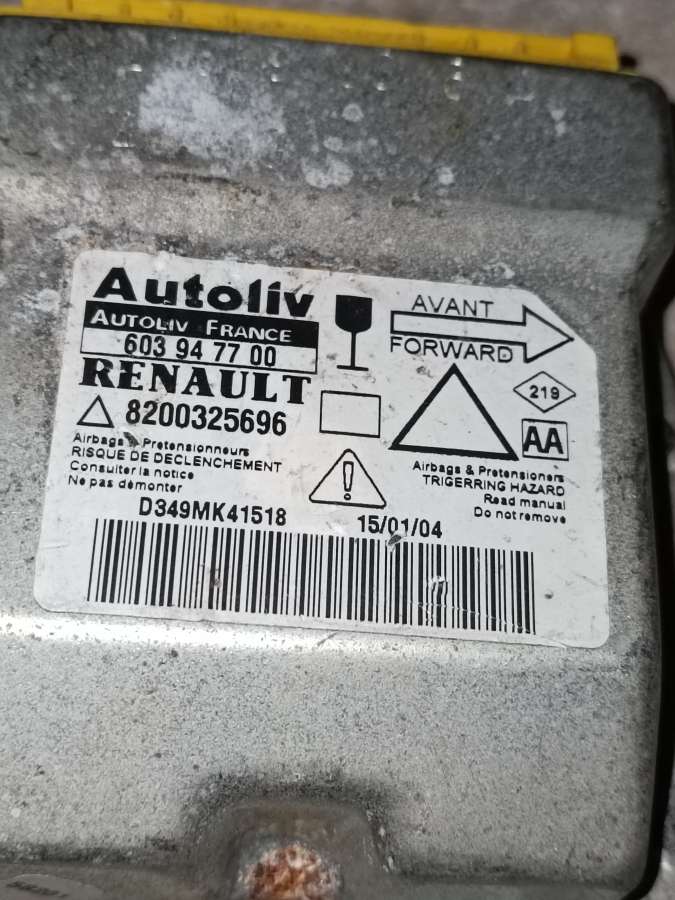 Autoliv
AUTOLIV FRANCE
603 94 77 00
RENAULT
8200325696
Airbags & Pretensionneurs
RISQUE DE DECLENCHEMENT
Consulter la notice
Ne pas démonter
AVANT
FORWARD
219
AA
Airbags & Pretensioners
TRIGERRING HAZARD
Read manual
Do not remove
D349MK41518
15/01/04